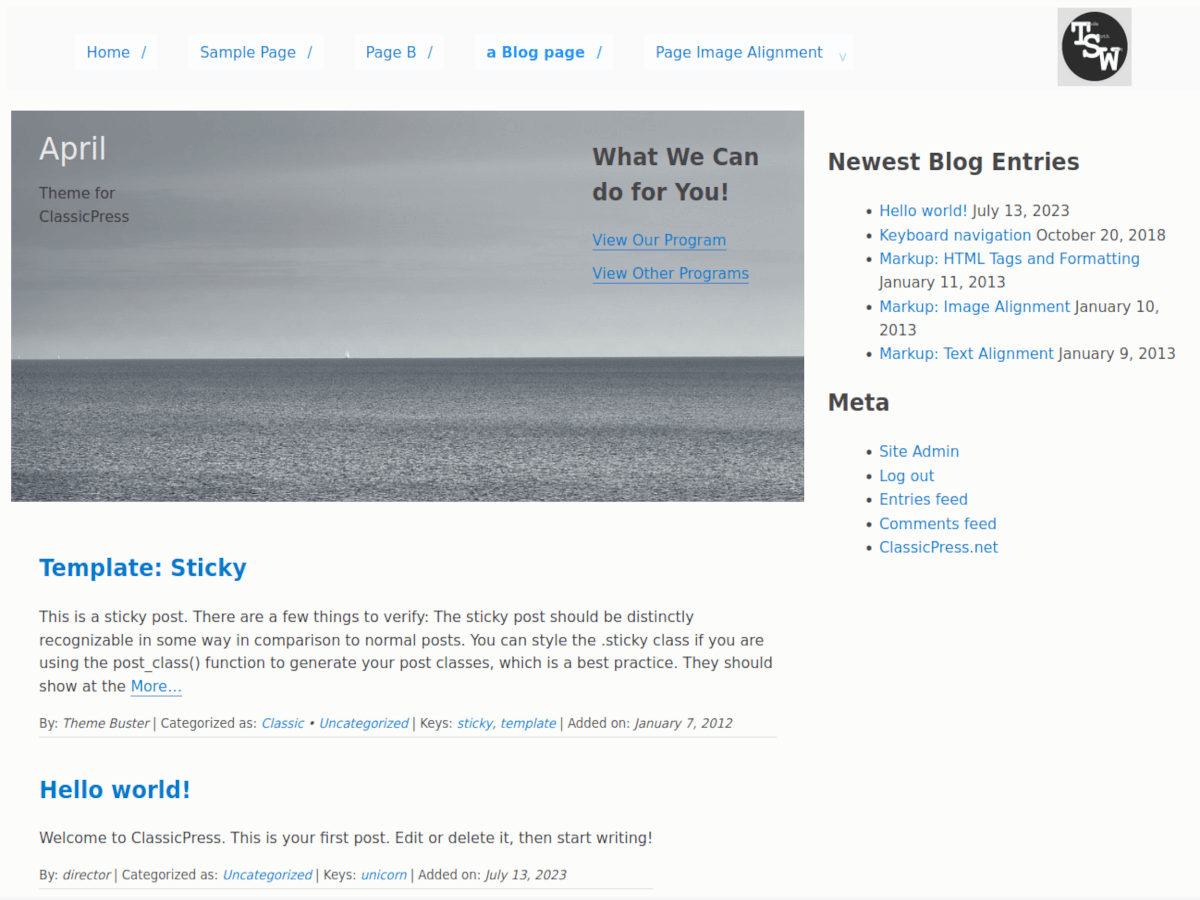 Home /
Sample Page /
Page B /
a Blog page /
Page Image Alignment v
TSW
April
Theme for
ClassicPress
What We Can
do for You!
View Our Program
View Other Programs
Newest Blog Entries
• Hello world! July 13, 2023
• Keyboard navigation October 20, 2018
• Markup: HTML Tags and Formatting
January 11, 2013
• Markup: Image Alignment January 10,
2013
• Markup: Text Alignment January 9, 2013
Meta
• Site Admin
• Log out
• Entries feed
• Comments feed
• ClassicPress.net
Template: Sticky
This is a sticky post. There are a few things to verify: The sticky post should be distinctly
recognizable in some way in comparison to normal posts. You can style the .sticky class if you are
using the post_class() function to generate your post classes, which is a best practice. They should
show at the More...
By: Theme Buster | Categorized as: Classic • Uncategorized | Keys: sticky, template | Added on: January 7, 2012
Hello world!
Welcome to ClassicPress. This is your first post. Edit or delete it, then start writing!
By: director | Categorized as: Uncategorized | Keys: unicorn | Added on: July 13, 2023